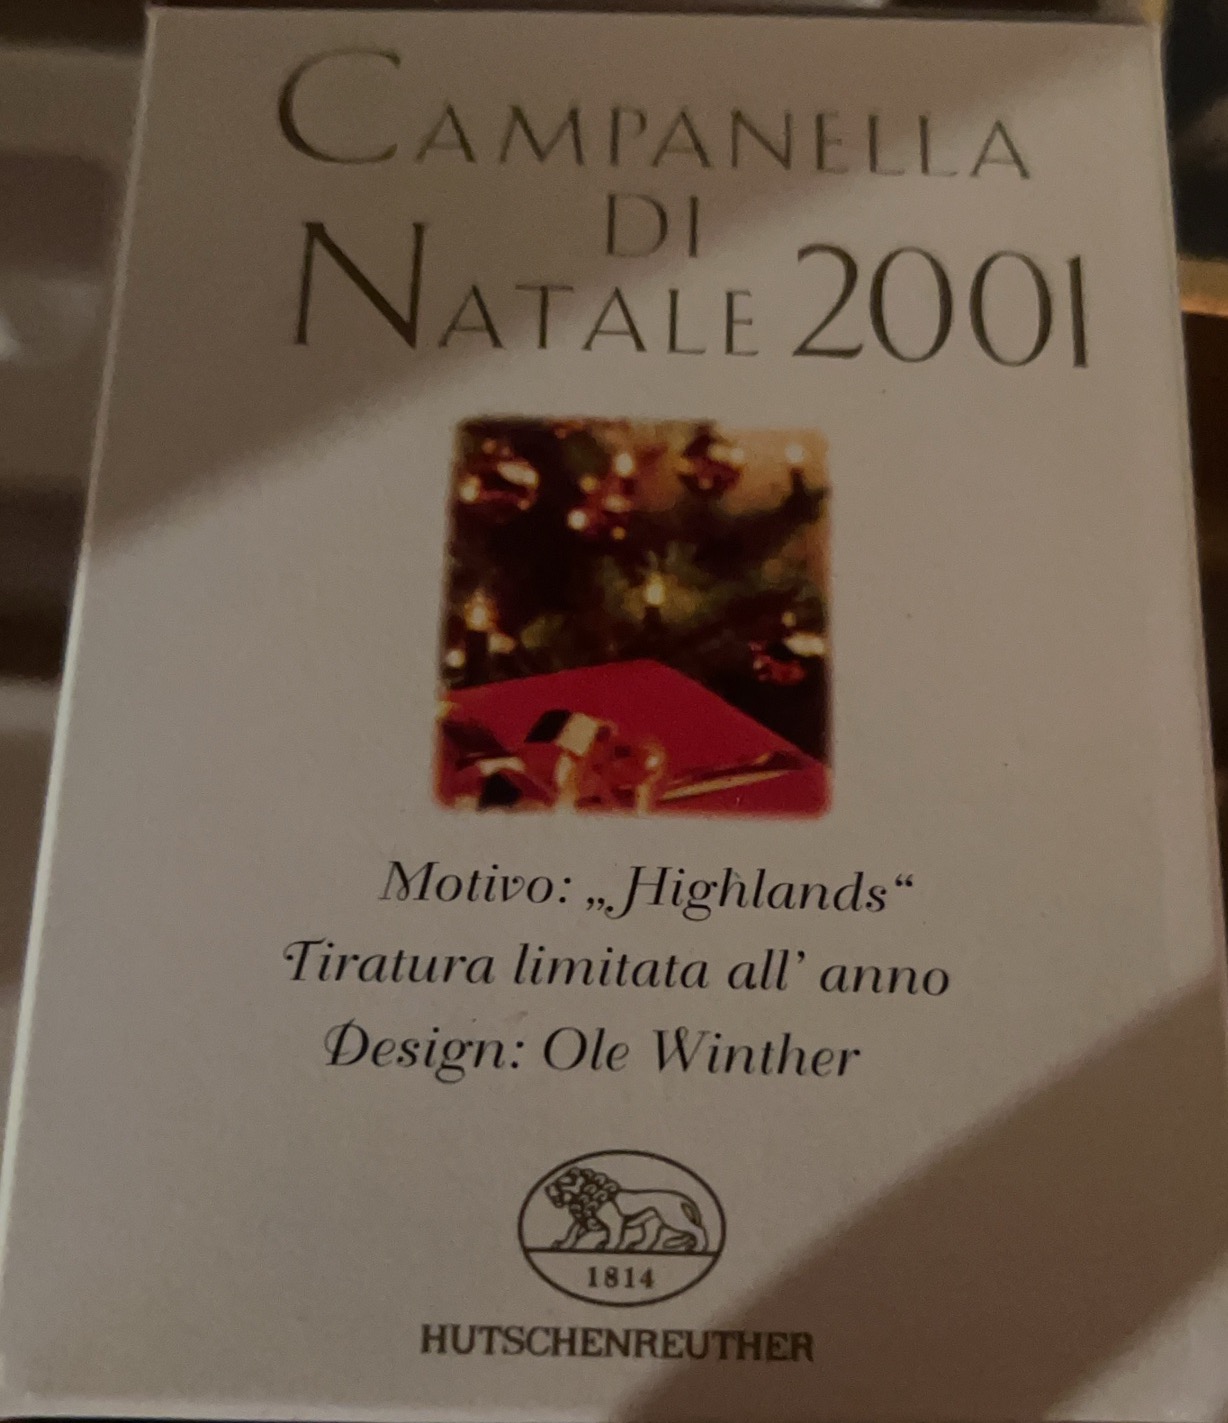 CAMPANELLA
DI
NATALE 2001
Motivo: „Highlands“
Tiratura limitata all’ anno
Design: Ole Winther
1814
HUTSCHENREUTHER